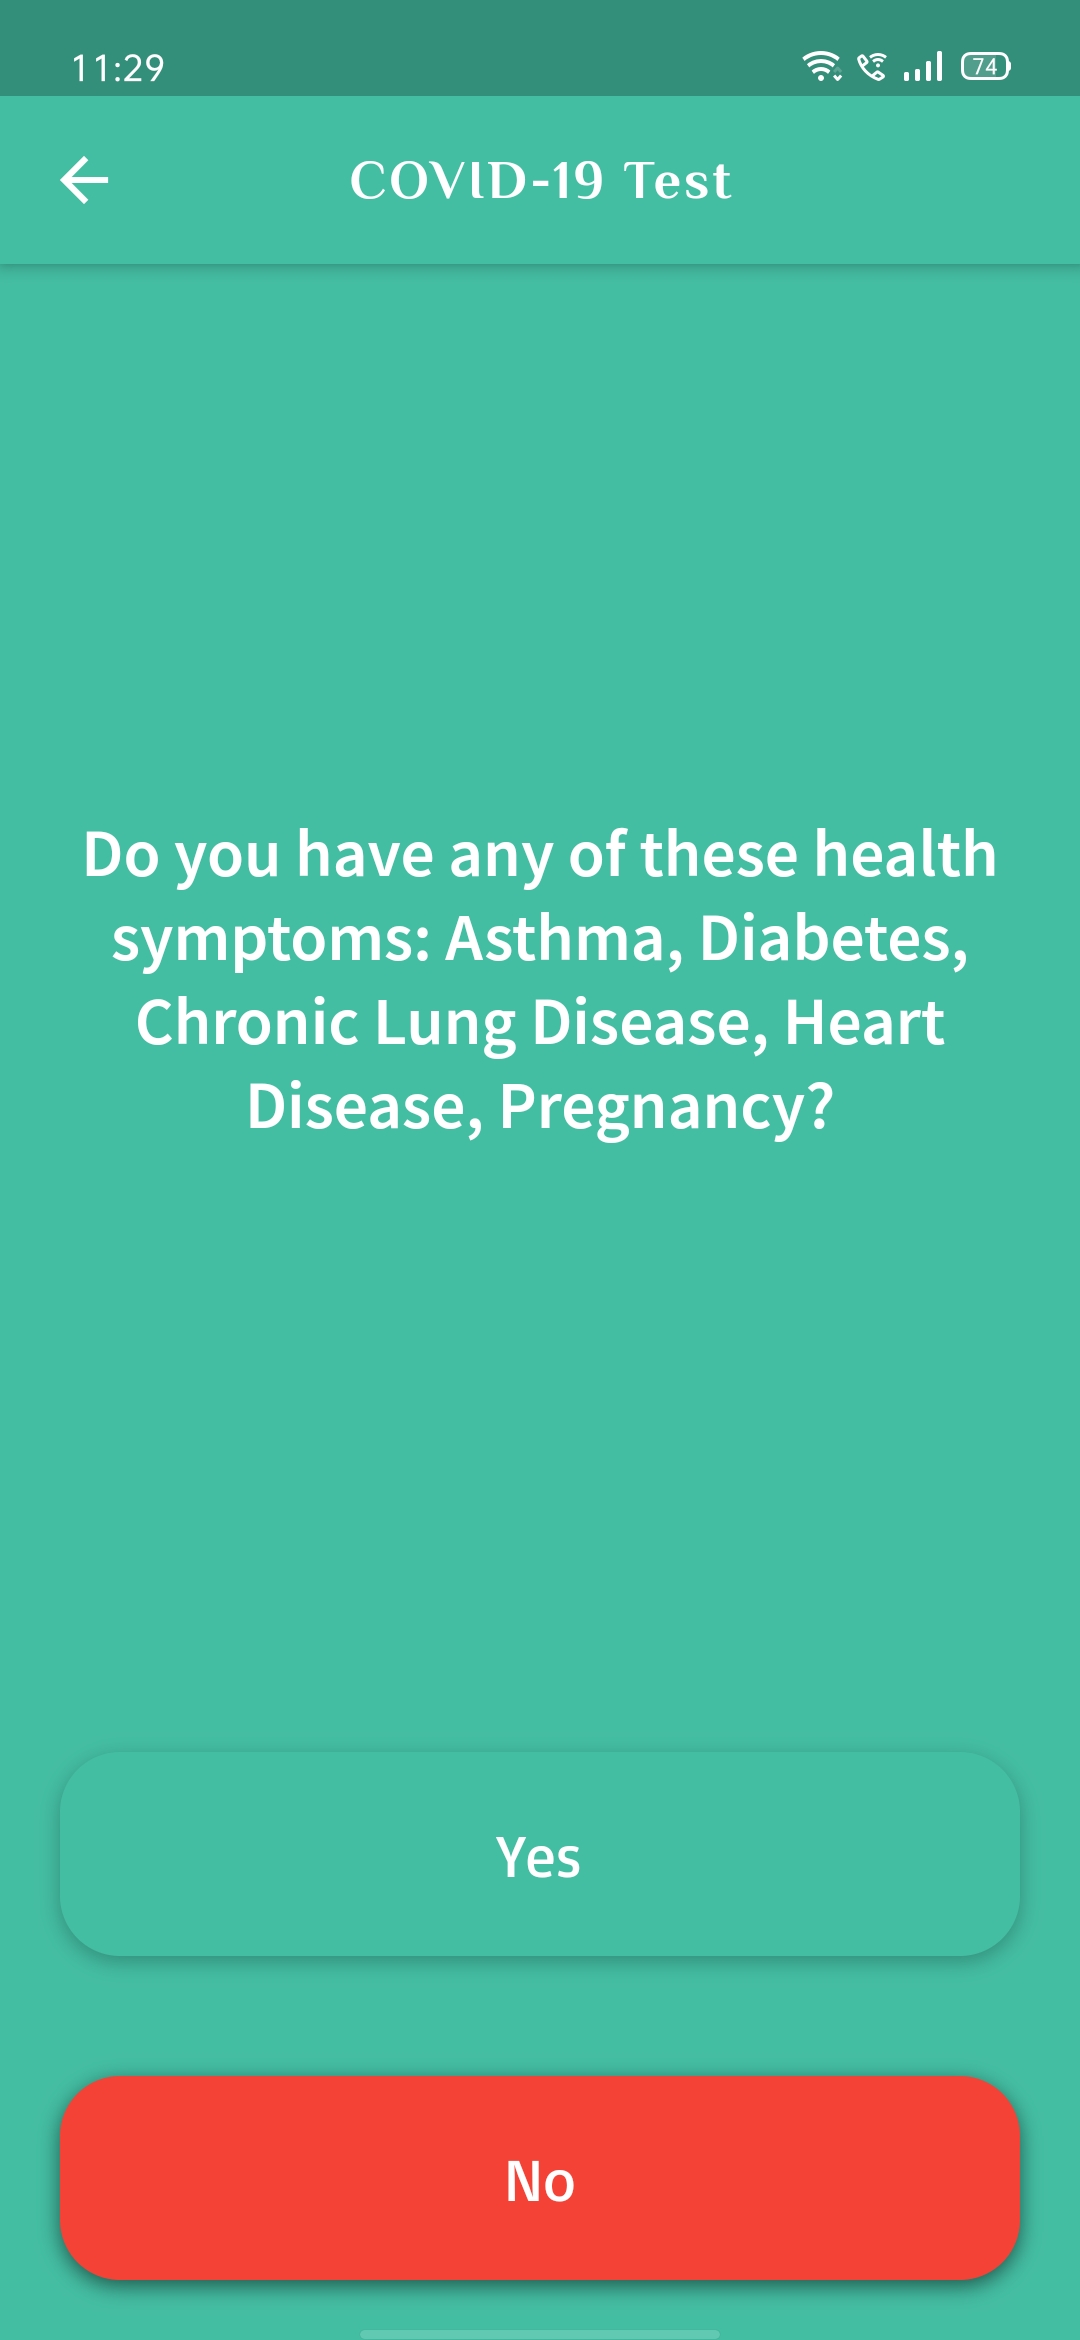 11:29
74
COVID-19 Test
Do you have any of these health
symptoms: Asthma, Diabetes,
Chronic Lung Disease, Heart
Disease, Pregnancy?
Yes
No